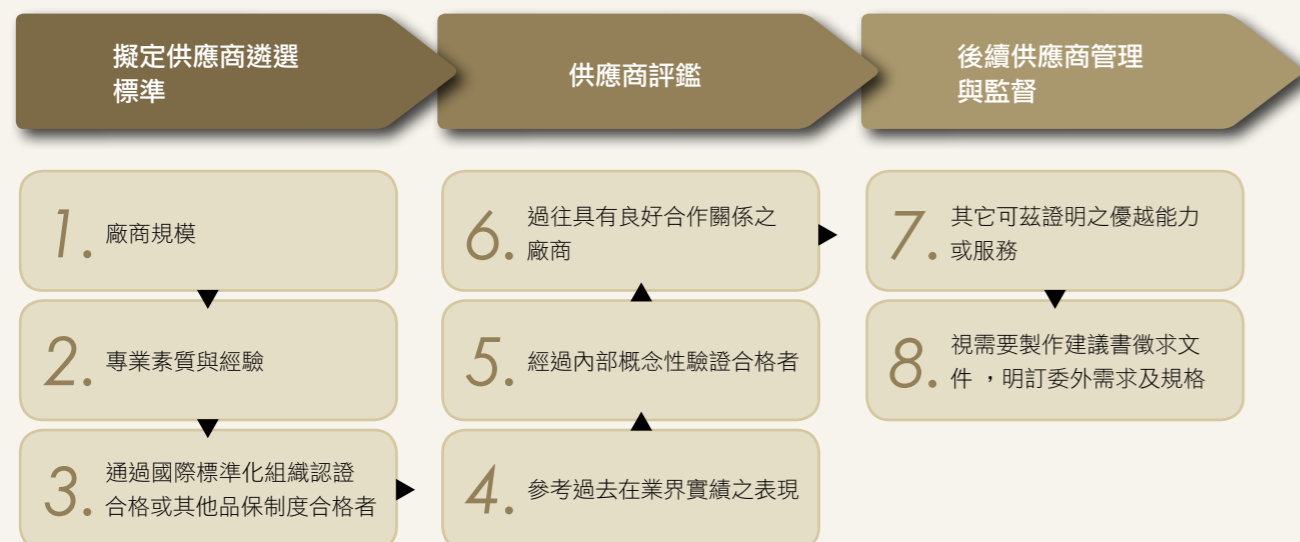 擬定供應商遴選
標準
供應商評鑑
後續供應商管理
與監督
1. 廠商規模
2. 專業素質與經驗
3. 通過國際標準化組織認證
合格或其他品保制度合格者
4. 參考過去在業界實績之表現
5. 經過內部概念性驗證合格者
6. 過往具有良好合作關係之
廠商
7. 其它可茲證明之優越能力
或服務
8. 視需要製作建議書徵求文
件 ，明訂委外需求及規格